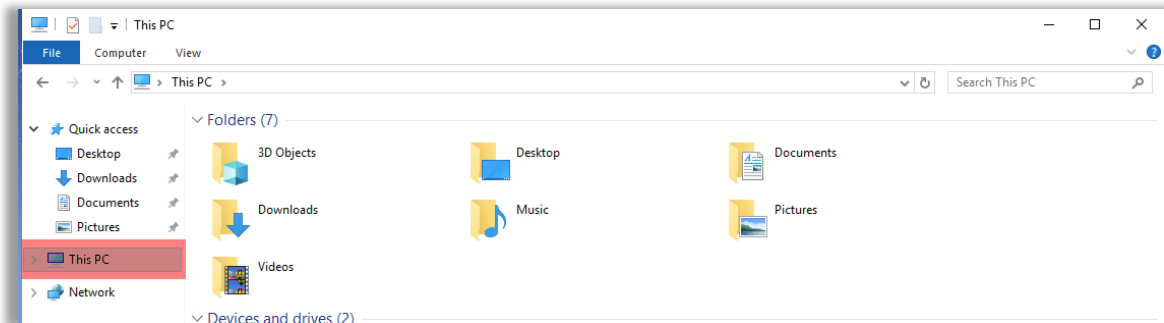 This PC
File Computer View
This PC
Search This PC
Quick access
Desktop
Downloads
Documents
Pictures
This PC
Network
Folders (7)
3D Objects Desktop Documents
Downloads Music Pictures
Videos
Devices and drives (2)